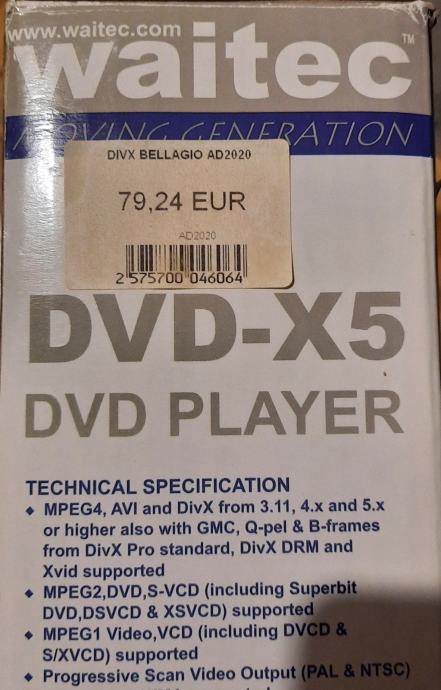 www.waitec.com
waitec™
MOVING GENERATION
DIVX BELLAGIO AD2020
79,24 EUR
AD2020
2 575700 046064
DVD-X5
DVD PLAYER
TECHNICAL SPECIFICATION
◆ MPEG4, AVI and DivX from 3.11, 4.x and 5.x
or higher also with GMC, Q-pel & B-frames
from DivX Pro standard, DivX DRM and
Xvid supported
◆ MPEG2,DVD,S-VCD (including Superbit
DVD,DSVCD & XSVCD) supported
◆ MPEG1 Video,VCD (including DVCD &
S/XVCD) supported
◆ Progressive Scan Video Output (PAL & NTSC)